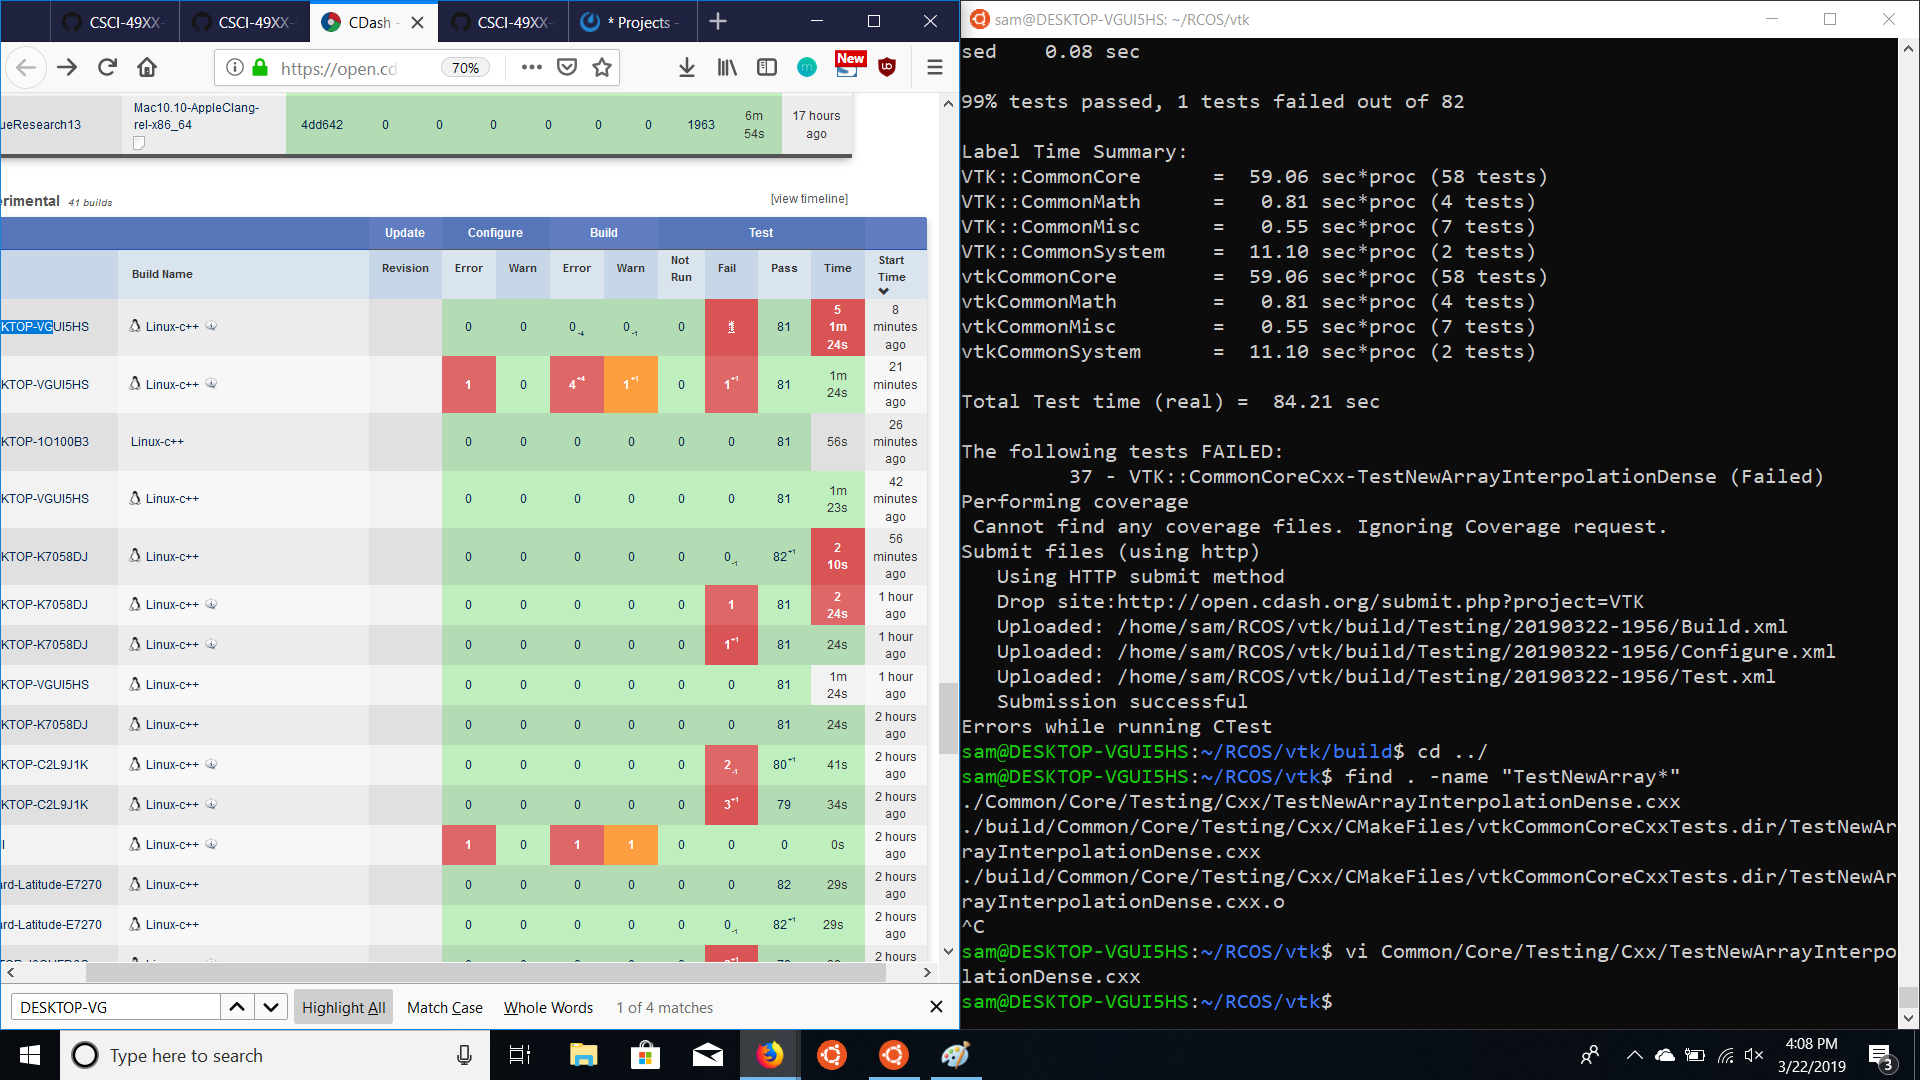 CSCI-49XX-
CSCI-49XX-
CDash -
CSCI-49XX-
* Projects -
https://open.cd
70%
New
ueResearch13
Mac10.10-AppleClang-rel-x86_64
4dd642 0 0 0 0 0 0 1963 6m 54s 17 hours ago
erimental 41 builds
[view timeline]
Update Configure Build Test
Build Name Revision Error Warn Error Warn Not Run Fail Pass Time Start Time
KTOP-VGUI5HS Linux-c++ 0 0 0 -4 0 -1 0 1 81 5 1m 24s 8 minutes ago
KTOP-VGUI5HS Linux-c++ 1 0 4 +4 1 +1 0 1 +1 81 1m 24s 21 minutes ago
KTOP-1O100B3 Linux-c++ 0 0 0 0 0 0 81 56s 26 minutes ago
KTOP-VGUI5HS Linux-c++ 0 0 0 0 0 0 81 1m 23s 42 minutes ago
KTOP-K7058DJ Linux-c++ 0 0 0 0 0 0 -1 82 +1 2 10s 56 minutes ago
KTOP-K7058DJ Linux-c++ 0 0 0 0 0 1 81 2 24s 1 hour ago
KTOP-K7058DJ Linux-c++ 0 0 0 0 0 1 +1 81 24s 1 hour ago
KTOP-VGUI5HS Linux-c++ 0 0 0 0 0 0 81 1m 24s 1 hour ago
KTOP-K7058DJ Linux-c++ 0 0 0 0 0 0 81 24s 2 hours ago
KTOP-C2L9J1K Linux-c++ 0 0 0 0 0 2 -1 80 +1 41s 2 hours ago
KTOP-C2L9J1K Linux-c++ 0 0 0 0 0 3 +1 79 34s 2 hours ago
Linux-c++ 1 0 1 1 0 0 0 0s 2 hours ago
ard-Latitude-E7270 Linux-c++ 0 0 0 0 0 0 82 29s 2 hours ago
ard-Latitude-E7270 Linux-c++ 0 0 0 0 0 0 -1 82 +1 29s 2 hours ago
2 hours
DESKTOP-VG
Highlight All
Match Case
Whole Words
1 of 4 matches
sam@DESKTOP-VGUI5HS: ~/RCOS/vtk
sed 0.08 sec
99% tests passed, 1 tests failed out of 82
Label Time Summary:
VTK::CommonCore = 59.06 sec*proc (58 tests)
VTK::CommonMath = 0.81 sec*proc (4 tests)
VTK::CommonMisc = 0.55 sec*proc (7 tests)
VTK::CommonSystem = 11.10 sec*proc (2 tests)
vtkCommonCore = 59.06 sec*proc (58 tests)
vtkCommonMath = 0.81 sec*proc (4 tests)
vtkCommonMisc = 0.55 sec*proc (7 tests)
vtkCommonSystem = 11.10 sec*proc (2 tests)
Total Test time (real) = 84.21 sec
The following tests FAILED:
37 - VTK::CommonCoreCxx-TestNewArrayInterpolationDense (Failed)
Performing coverage
Cannot find any coverage files. Ignoring Coverage request.
Submit files (using http)
Using HTTP submit method
Drop site:http://open.cdash.org/submit.php?project=VTK
Uploaded: /home/sam/RCOS/vtk/build/Testing/20190322-1956/Build.xml
Uploaded: /home/sam/RCOS/vtk/build/Testing/20190322-1956/Configure.xml
Uploaded: /home/sam/RCOS/vtk/build/Testing/20190322-1956/Test.xml
Submission successful
Errors while running CTest
sam@DESKTOP-VGUI5HS:~/RCOS/vtk/build$ cd ../
sam@DESKTOP-VGUI5HS:~/RCOS/vtk$ find . -name "TestNewArray*"
./Common/Core/Testing/Cxx/TestNewArrayInterpolationDense.cxx
./build/Common/Core/Testing/Cxx/CMakeFiles/vtkCommonCoreCxxTests.dir/TestNewAr
rayInterpolationDense.cxx
./build/Common/Core/Testing/Cxx/CMakeFiles/vtkCommonCoreCxxTests.dir/TestNewAr
rayInterpolationDense.cxx.o
^C
sam@DESKTOP-VGUI5HS:~/RCOS/vtk$ vi Common/Core/Testing/Cxx/TestNewArrayInterpo
lationDense.cxx
sam@DESKTOP-VGUI5HS:~/RCOS/vtk$
Type here to search
4:08 PM
3/22/2019
3